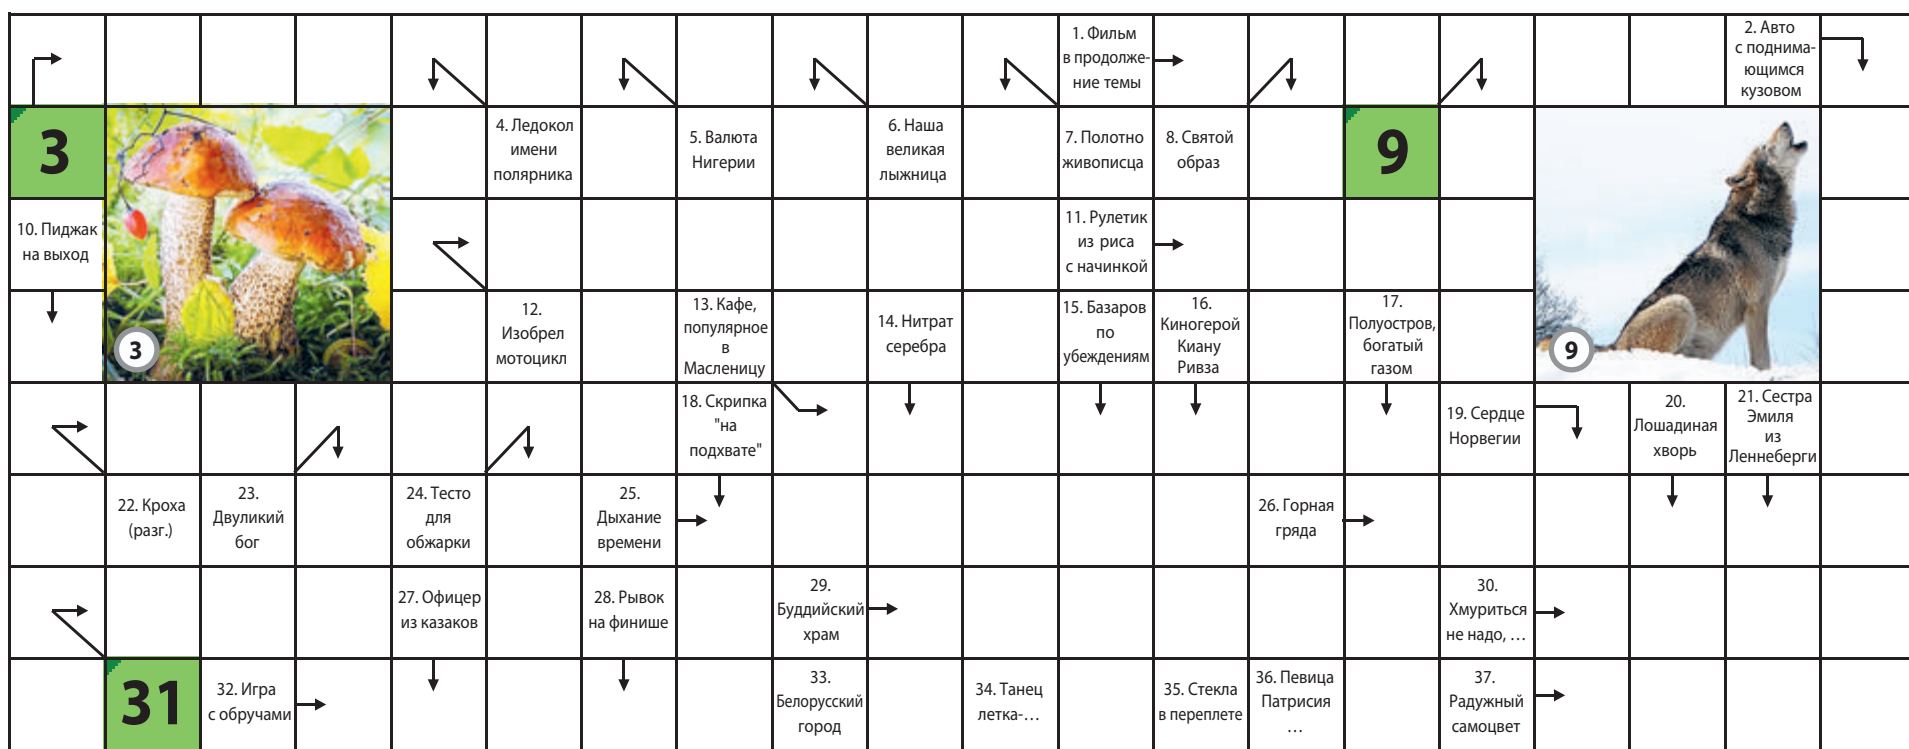 1. Фильм
в продолже-
ние темы
2. Авто
с поднима-
ющимся
кузовом
3
4. Ледокол
имени
полярника
5. Валюта
Нигерии
6. Наша
великая
лыжница
7. Полотно
живописца
8. Святой
образ
9
10. Пиджак
на выход
11. Рулетик
из риса
с начинкой
3
12.
Изобрел
мотоцикл
13. Кафе,
популярное
в
Масленицу
14. Нитрат
серебра
15. Базаров
по
убеждениям
16.
Киногерой
Киану
Ривза
17.
Полуостров,
богатый
газом
9
18. Скрипка
"на
подхвате"
19. Сердце
Норвегии
20.
Лошадиная
хворь
21. Сестра
Эмиля
из
Леннеберги
22. Кроха
(разг.)
23.
Двуликий
бог
24. Тесто
для
обжарки
25.
Дыхание
времени
26. Горная
гряда
27. Офицер
из казаков
28. Рывок
на финише
29.
Буддийский
храм
30.
Хмуриться
не надо, ...
31
32. Игра
с обручами
33.
Белорусский
город
34. Танец
летка-...
35. Стекла
в переплете
36. Певица
Патрисия
...
37.
Радужный
самоцвет